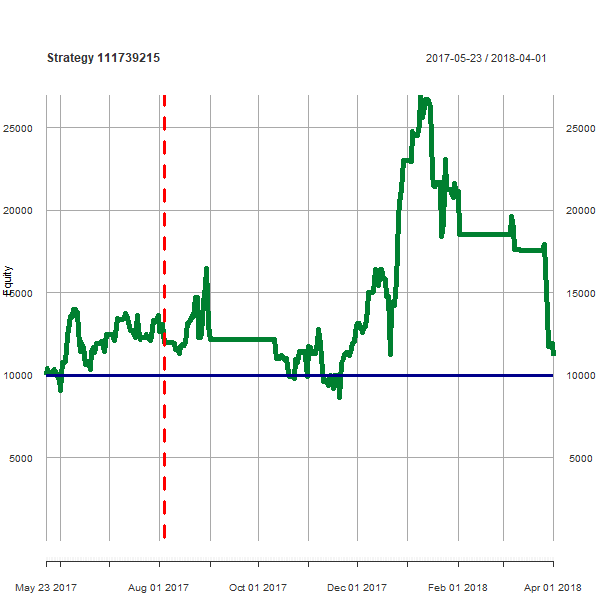 Strategy 111739215
2017-05-23 / 2018-04-01
25000 25000
20000 20000
Equity
15000 15000
10000 10000
5000 5000
May 23 2017 Aug 01 2017 Oct 01 2017 Dec 01 2017 Feb 01 2018 Apr 01 2018